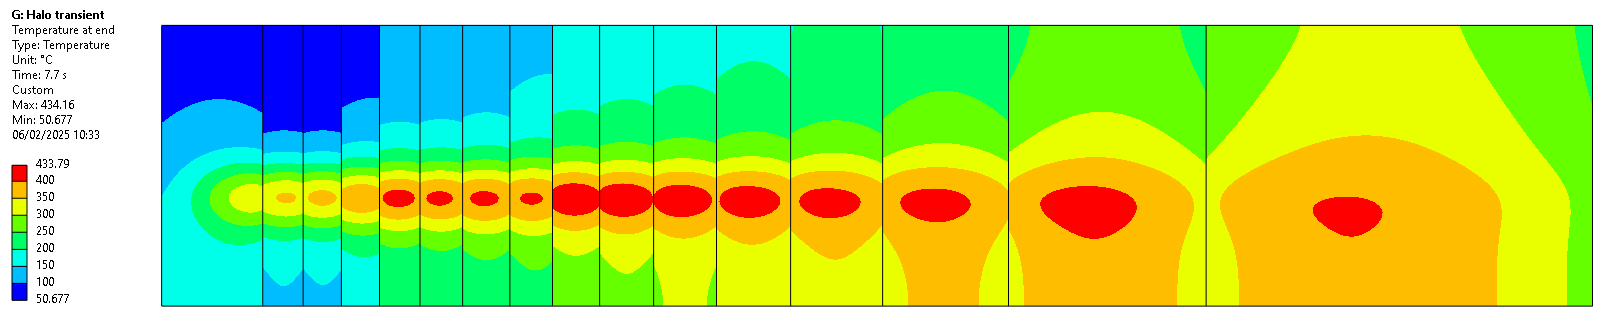 G: Halo transient
Temperature at end
Type: Temperature
Unit: °C
Time: 7.7 s
Custom
Max: 434.16
Min: 50.677
06/02/2025 10:33
433.79
400
350
300
250
200
150
100
50.677